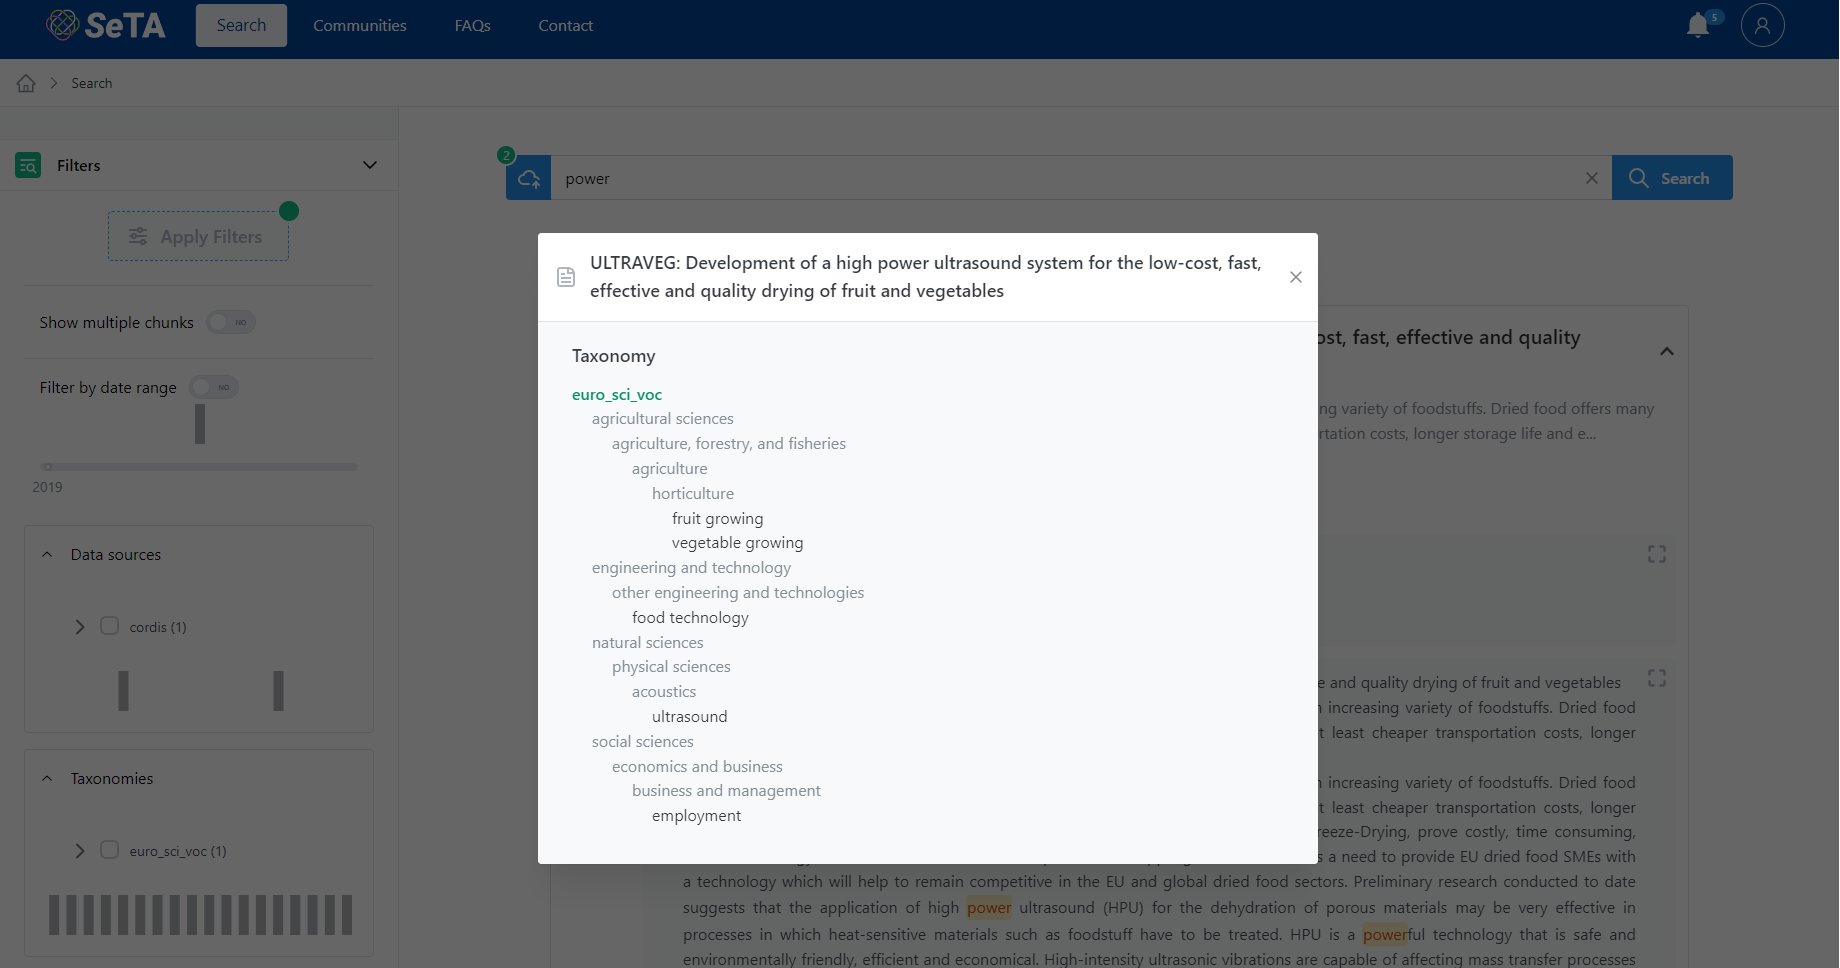 SeTA
Search
Communities
FAQs
Contact
5
Search
Filters
2
power
Search
Apply Filters
Show multiple chunks
NO
Filter by date range
NO
2019
Data sources
cordis (1)
Taxonomies
euro_sci_voc (1)
ULTRAVEG: Development of a high power ultrasound system for the low-cost, fast,
effective and quality drying of fruit and vegetables
Taxonomy
euro_sci_voc
agricultural sciences
agriculture, forestry, and fisheries
agriculture
horticulture
fruit growing
vegetable growing
engineering and technology
other engineering and technologies
food technology
natural sciences
physical sciences
acoustics
ultrasound
social sciences
economics and business
business and management
employment
fast, effective and quality
variety of foodstuffs. Dried food offers many
costs, longer storage life and e...
and quality drying of fruit and vegetables
increasing variety of foodstuffs. Dried food
least cheaper transportation costs, longer
increasing variety of foodstuffs. Dried food
least cheaper transportation costs, longer
prove costly, time consuming,
a need to provide EU dried food SMEs with
a technology which will help to remain competitive in the EU and global dried food sectors. Preliminary research conducted to date
suggests that the application of high power ultrasound (HPU) for the dehydration of porous materials may be very effective in
processes in which heat-sensitive materials such as foodstuff have to be treated. HPU is a powerful technology that is safe and
environmentally friendly, efficient and economical. High-intensity ultrasonic vibrations are capable of affecting mass transfer processes